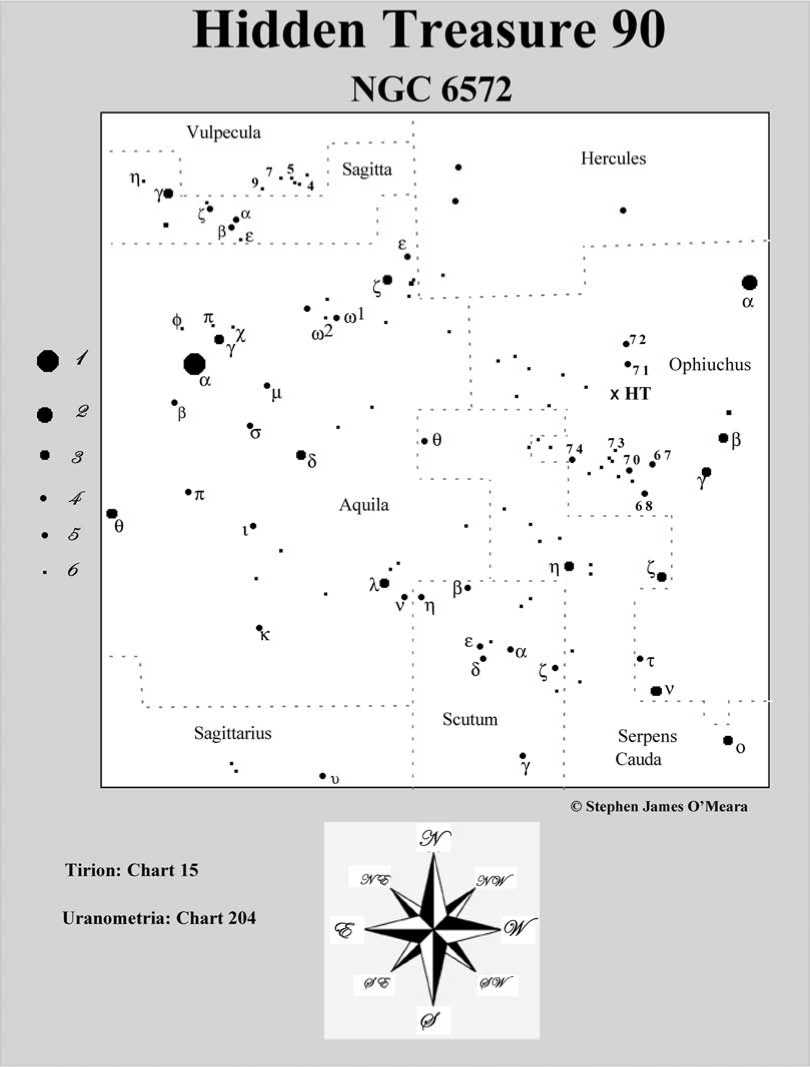 Hidden Treasure 90
NGC 6572
Vulpecula
Sagitta
Hercules
η
γ
9
7
5
4
ζ
α
β
ε
ε
ζ
α
φ
π
χ
γ
ω2
ω1
72
71
Ophiuchus
α
x HT
1
2
3
4
5
6
β
μ
σ
δ
θ
74
73
70
67
68
β
γ
π
Aquila
θ
ι
λ
ν
η
β
η
ζ
κ
ε
δ
α
ζ
τ
ν
Sagittarius
Scutum
Serpens
Cauda
ο
γ
υ
© Stephen James O’Meara
Tirion: Chart 15
Uranometria: Chart 204
N
NE
NW
E
W
SE
SW
S